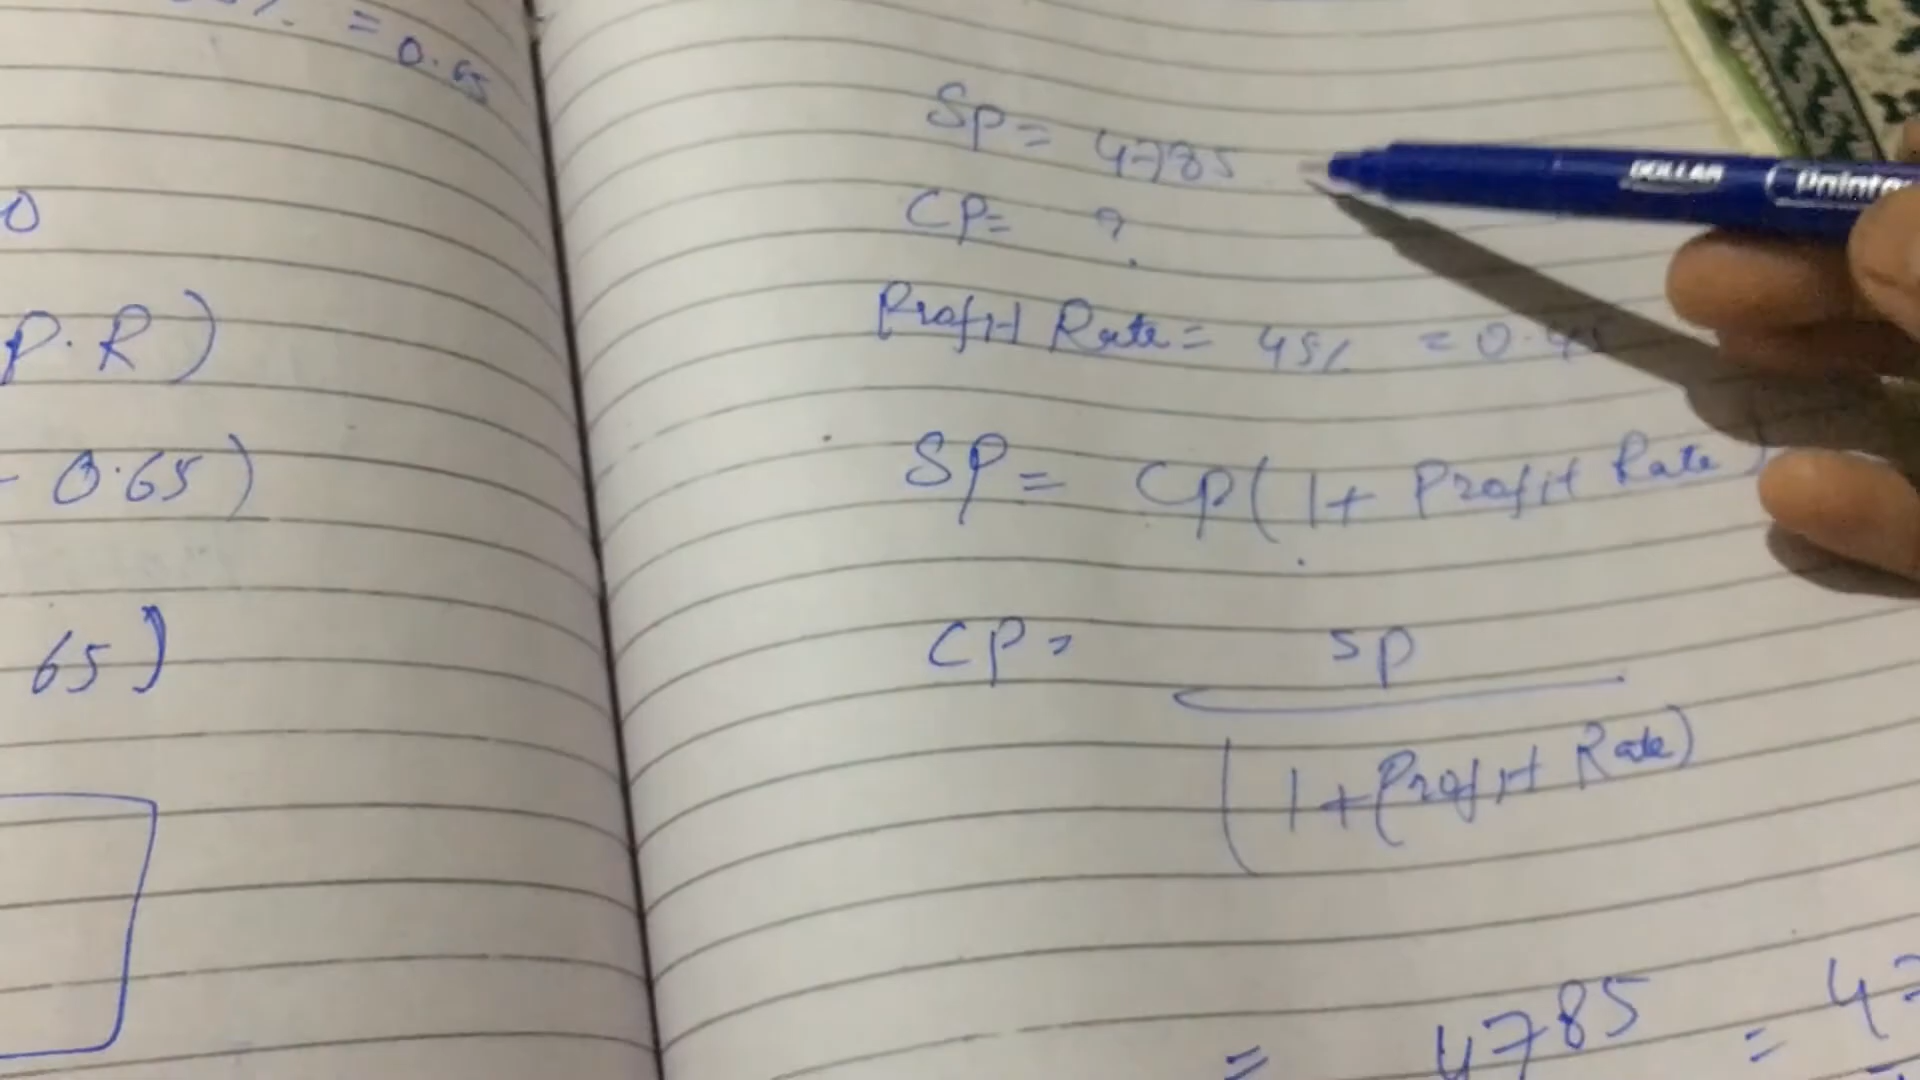 = 0.65
0
P.R)
- 0.65)
65)
SP = 4785
CP = ?
Profit Rate = 45% = 0.45
SP = CP(1+ Profit Rate)
CP = SP
(1+Profit Rate)
= 4785 =
DOLLAR